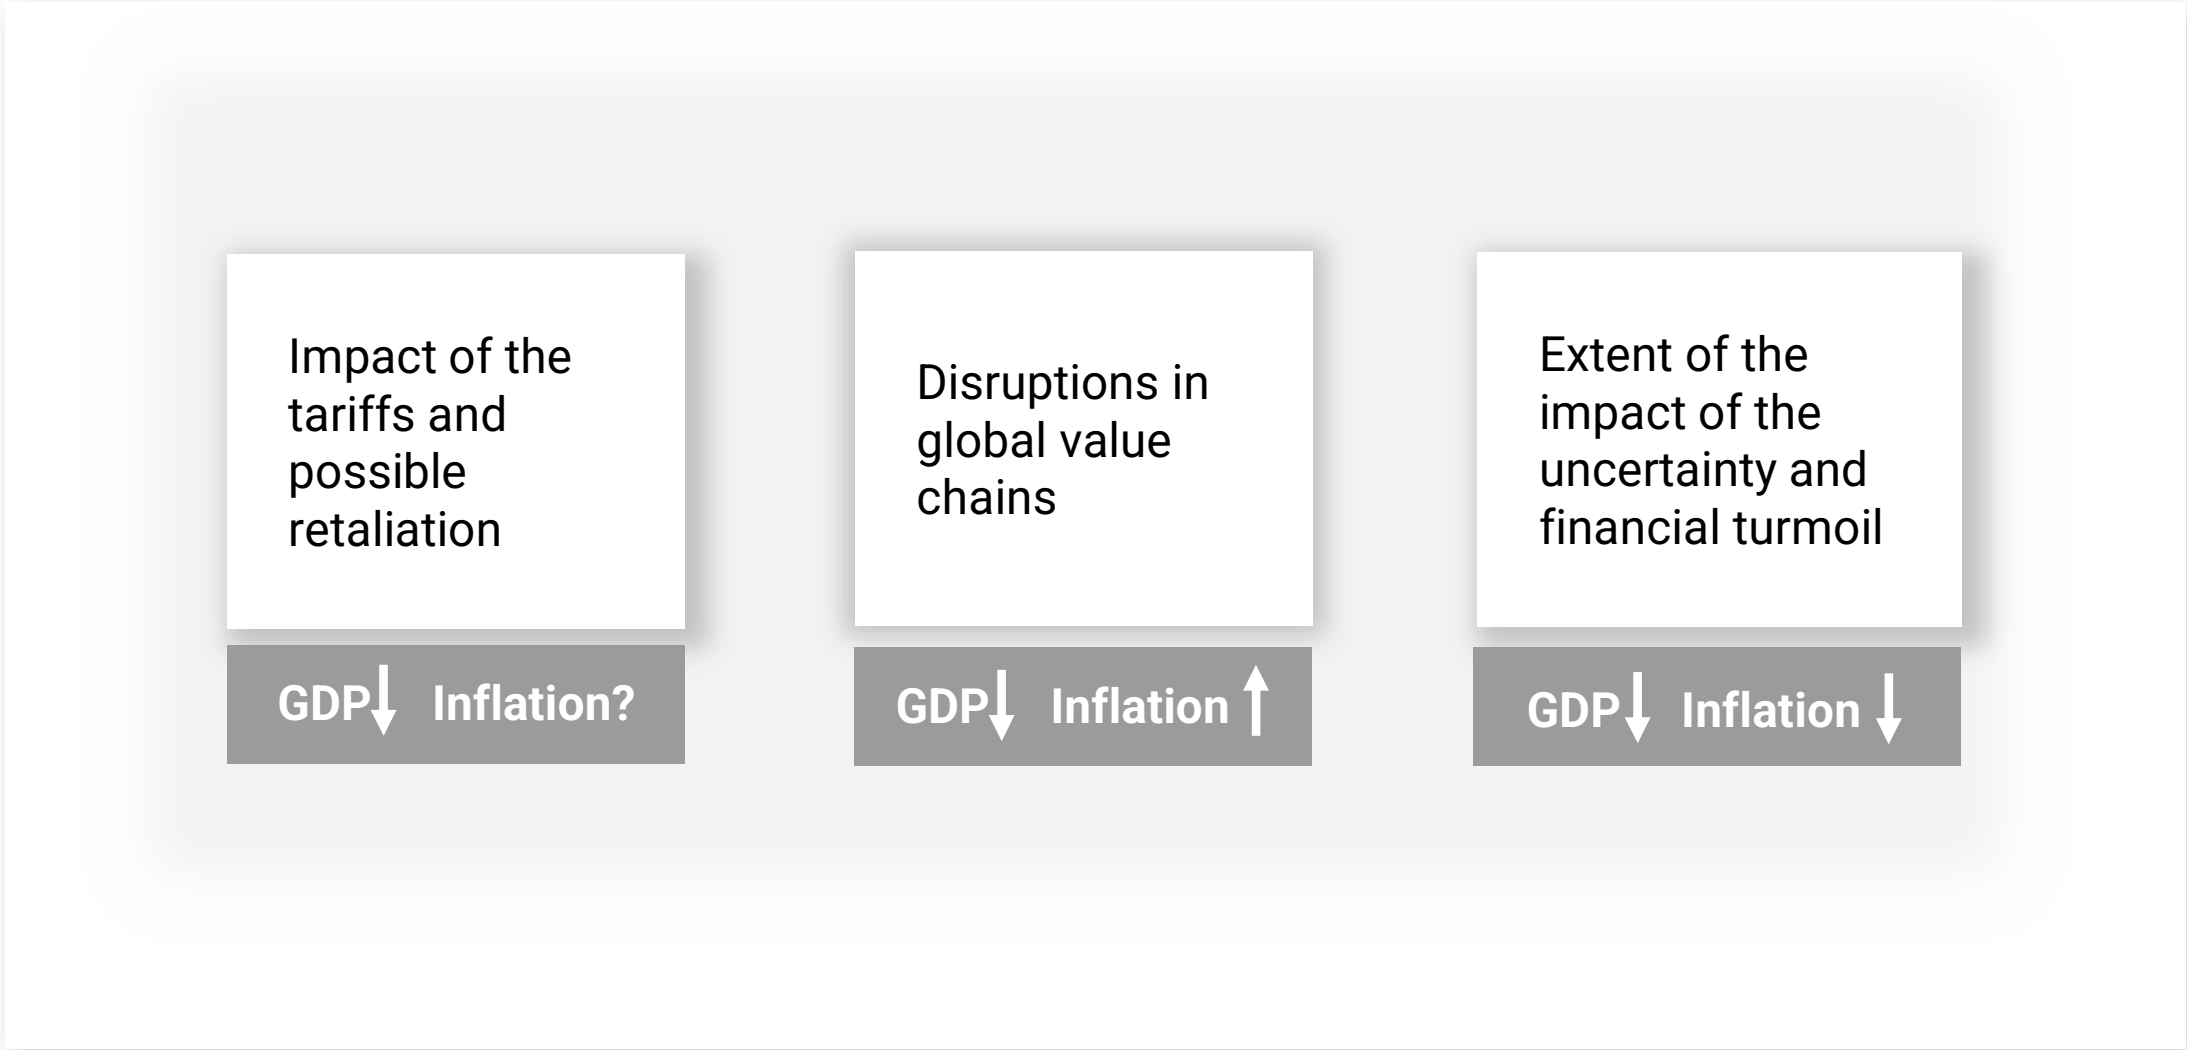 Impact of the
tariffs and
possible
retaliation
GDP↓ Inflation?
Disruptions in
global value
chains
GDP↓ Inflation↑
Extent of the
impact of the
uncertainty and
financial turmoil
GDP↓ Inflation↓